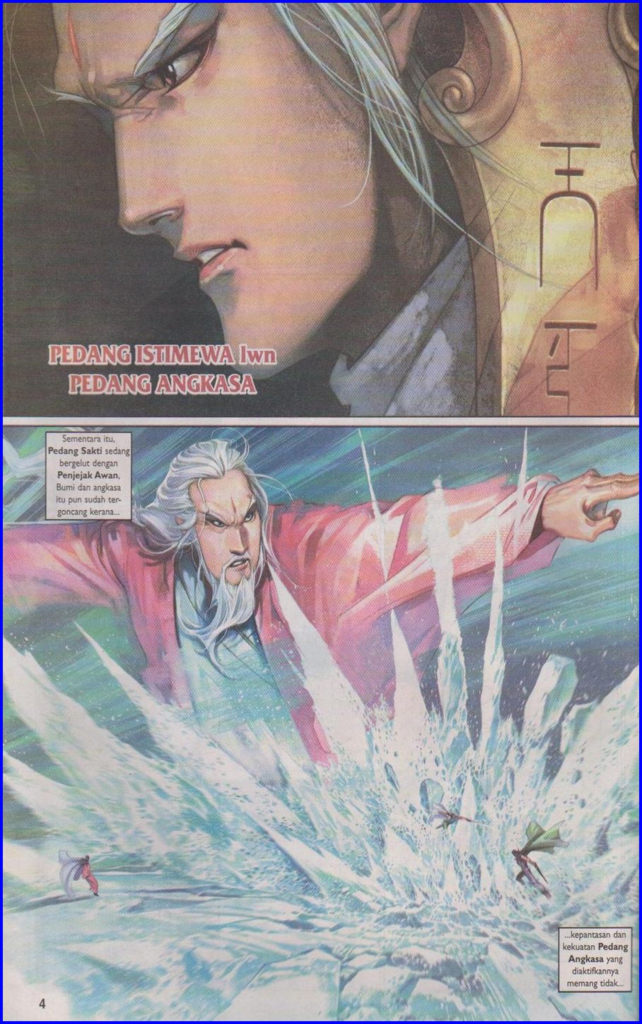 PEDANG ISTIMEWA lwn
PEDANG ANGKASA
Sementara itu,
Pedang Sakti sedang
bergelut dengan
Penjejak Awan,
Bumi dan angkasa
itu pun sudah ter-
goncang kerana...
...kepantasan dan
kekuatan Pedang
Angkasa yang
diaktifkannya
memang tidak...
4